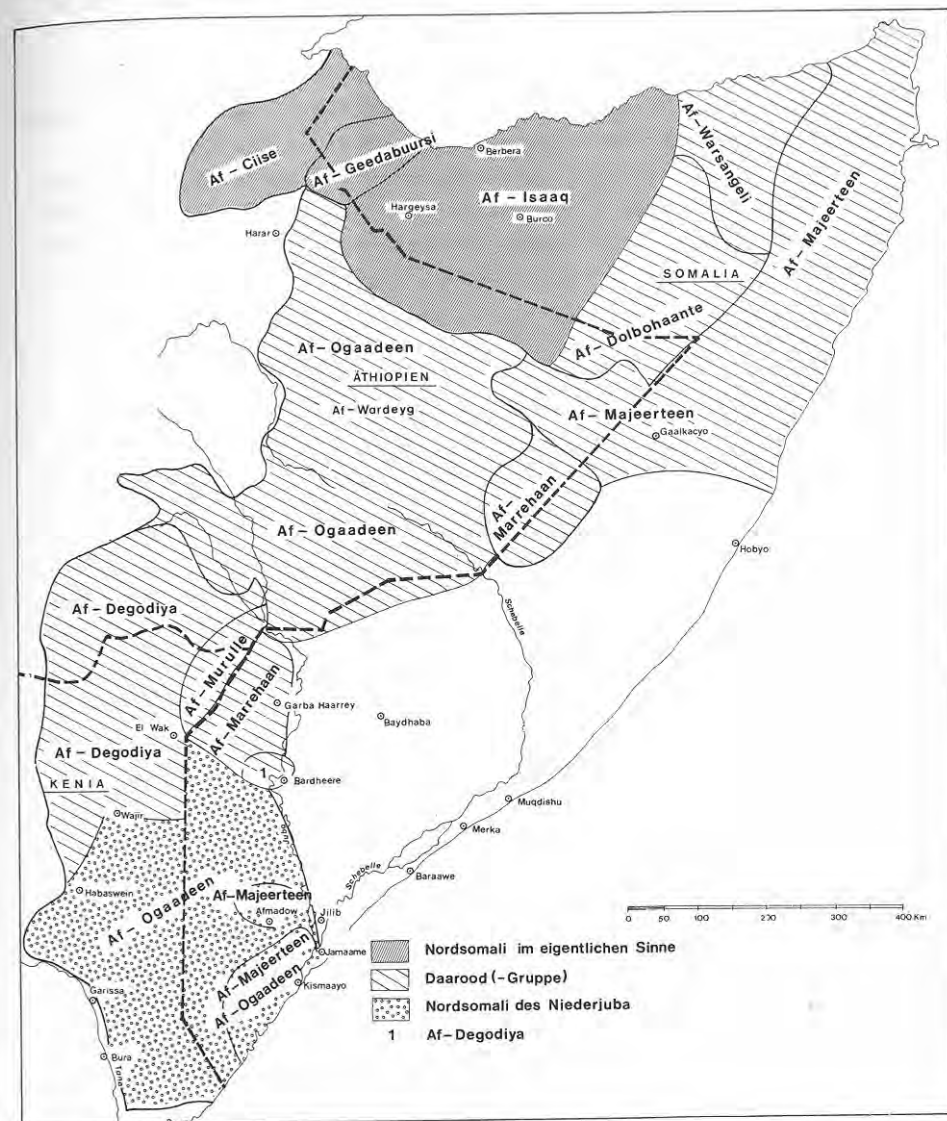 Af – Ciise
Af – Geedabuursi
Berbera
Af – Isaaq
Hargeysa
Burco
Harar
Af – Warsangeli
Af – Majeerteen
SOMALIA
Af – Dolbohaante
Af – Ogaadeen
ÄTHIOPIEN
Af – Wardeyg
Af – Majeerteen
Gaalkacyo
Af – Marrehaan
Af – Ogaadeen
Hobyo
Schebelle
Af – Degodiya
Af – Murulle
Af – Marrehaan
Garba Haarrey
Baydhaba
El Wak
Af – Degodiya
1
Bardheere
KENIA
Wajir
Juba
Muqdishu
Merka
Schebelle
Baraawe
Habaswein
Af – Ogaadeen
Af – Majeerteen
Afmadow
Jilib
Jamaame
Af – Majeerteen
Af – Ogaadeen
Kismaayo
Garissa
Bura
Tana
0 50 100 200 300 400 Km
Nordsomali im eigentlichen Sinne
Daarood (-Gruppe)
Nordsomali des Niederjuba
1 Af – Degodiya